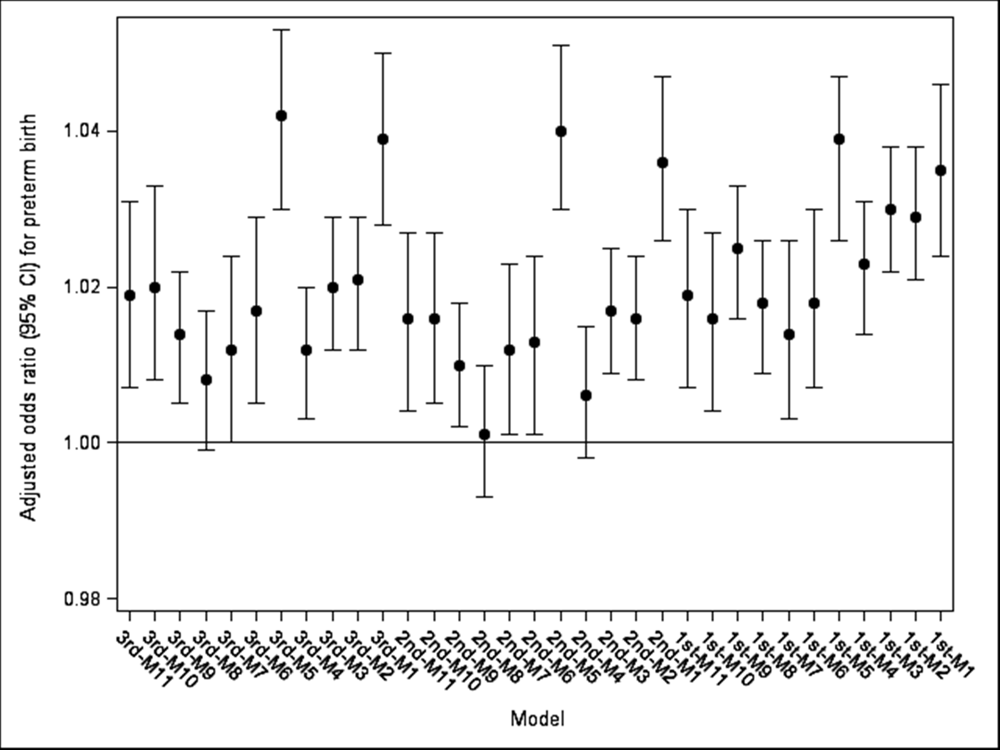 Adjusted odds ratio (95% CI) for preterm birth
1.04
1.02
1.00
0.98
3rd-M11
3rd-M10
3rd-M9
3rd-M8
3rd-M7
3rd-M6
3rd-M5
3rd-M4
3rd-M3
3rd-M2
3rd-M1
2nd-M11
2nd-M10
2nd-M9
2nd-M8
2nd-M7
2nd-M6
2nd-M5
2nd-M4
2nd-M3
2nd-M2
2nd-M1
1st-M11
1st-M10
1st-M9
1st-M8
1st-M7
1st-M6
1st-M5
1st-M4
1st-M3
1st-M2
1st-M1
Model